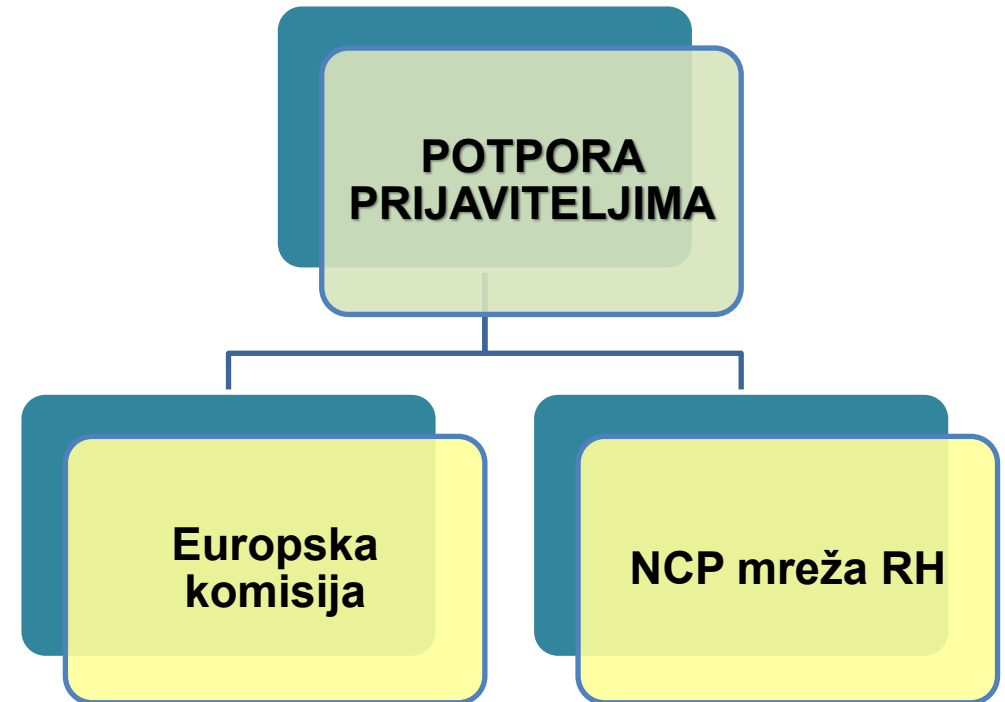 POTPORA
PRIJAVITELJIMA
Europska
komisija
NCP mreža RH